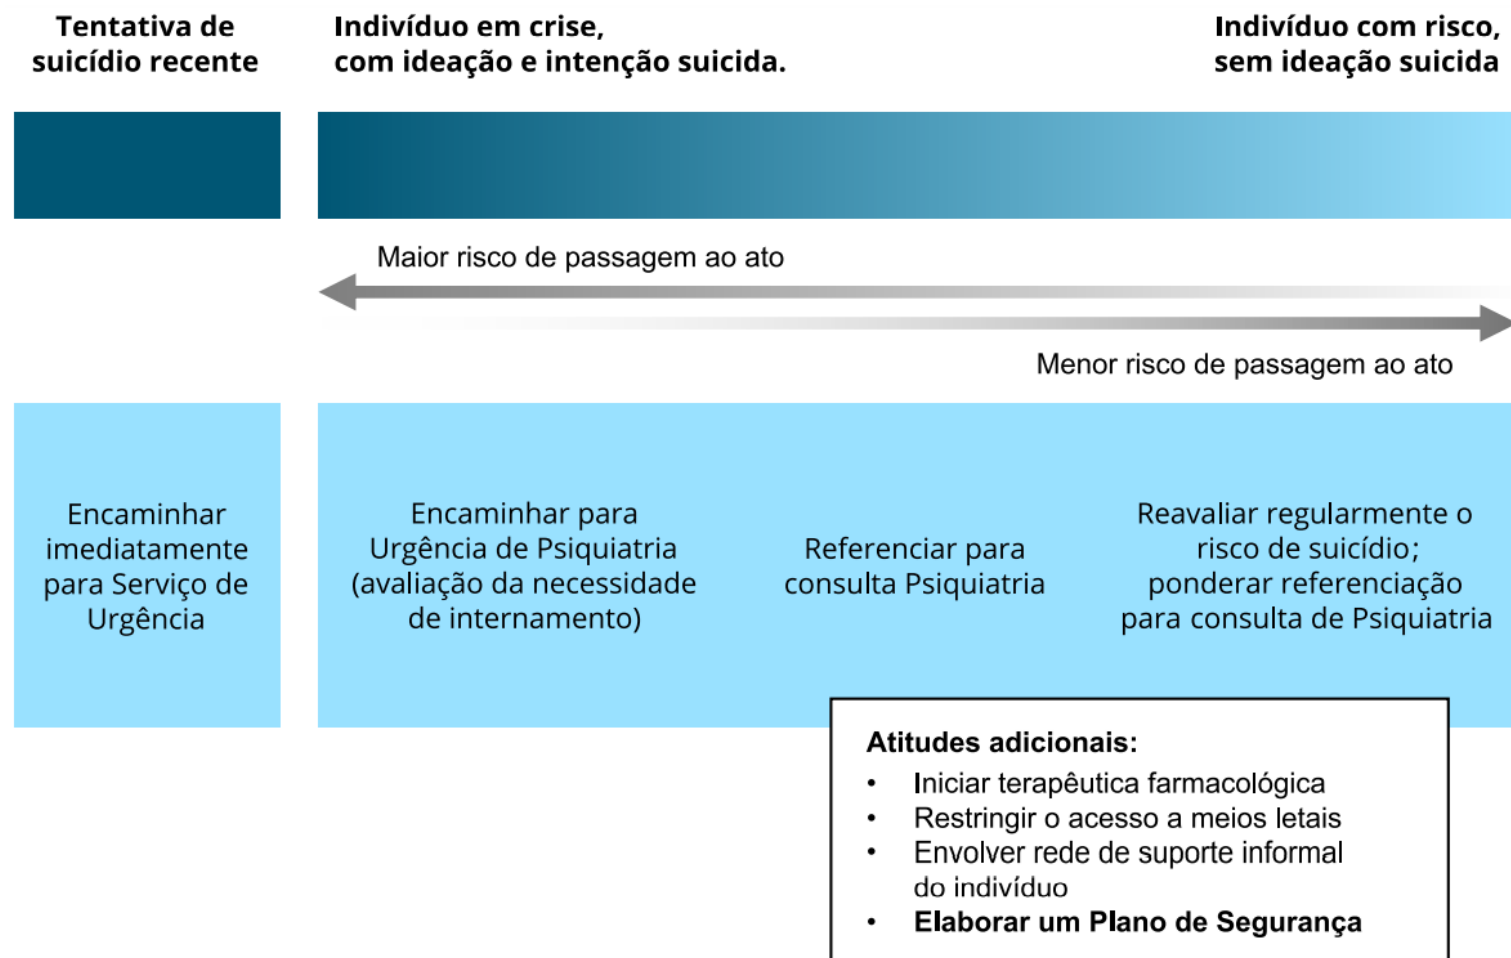 Tentativa de
suicídio recente
Indivíduo em crise,
com ideação e intenção suicida.
Indivíduo com risco,
sem ideação suicida
Maior risco de passagem ao ato
Menor risco de passagem ao ato
Encaminhar
imediatamente
para Serviço de
Urgência
Encaminhar para
Urgência de Psiquiatria
(avaliação da necessidade
de internamento)
Referenciar para
consulta Psiquiatria
Reavaliar regularmente o
risco de suicídio;
ponderar referenciação
para consulta de Psiquiatria
Atitudes adicionais:
• Iniciar terapêutica farmacológica
• Restringir o acesso a meios letais
• Envolver rede de suporte informal
do indivíduo
• Elaborar um Plano de Segurança